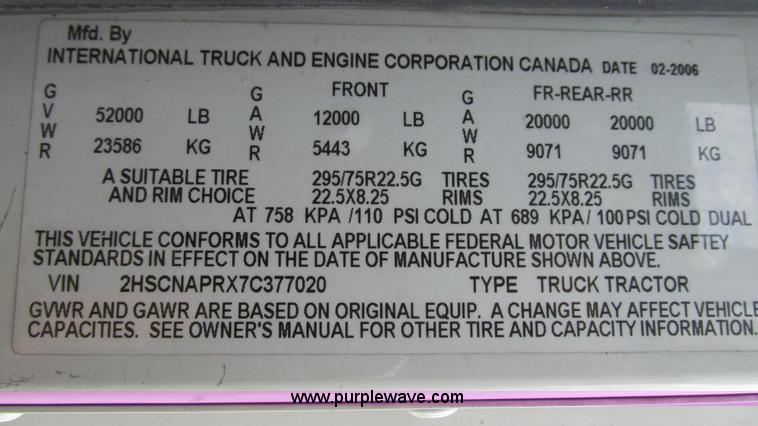 Mfd. By
INTERNATIONAL TRUCK AND ENGINE CORPORATION CANADA DATE 02-2006
GVWR 52000 LB GAWR FRONT 12000 LB GAWR FR-REAR-RR 20000 20000 LB
23586 KG 5443 KG 9071 9071 KG
A SUITABLE TIRE 295/75R22.5G TIRES 295/75R22.5G TIRES
AND RIM CHOICE 22.5X8.25 RIMS 22.5X8.25 RIMS
AT 758 KPA /110 PSI COLD AT 689 KPA/ 100 PSI COLD DUAL
THIS VEHICLE CONFORMS TO ALL APPLICABLE FEDERAL MOTOR VEHICLE SAFTEY
STANDARDS IN EFFECT ON THE DATE OF MANUFACTURE SHOWN ABOVE.
VIN 2HSCNAPRX7C377020 TYPE TRUCK TRACTOR
GVWR AND GAWR ARE BASED ON ORIGINAL EQUIP. A CHANGE MAY AFFECT VEHICLE
CAPACITIES. SEE OWNER'S MANUAL FOR OTHER TIRE AND CAPACITY INFORMATION.
www.purplewave.com